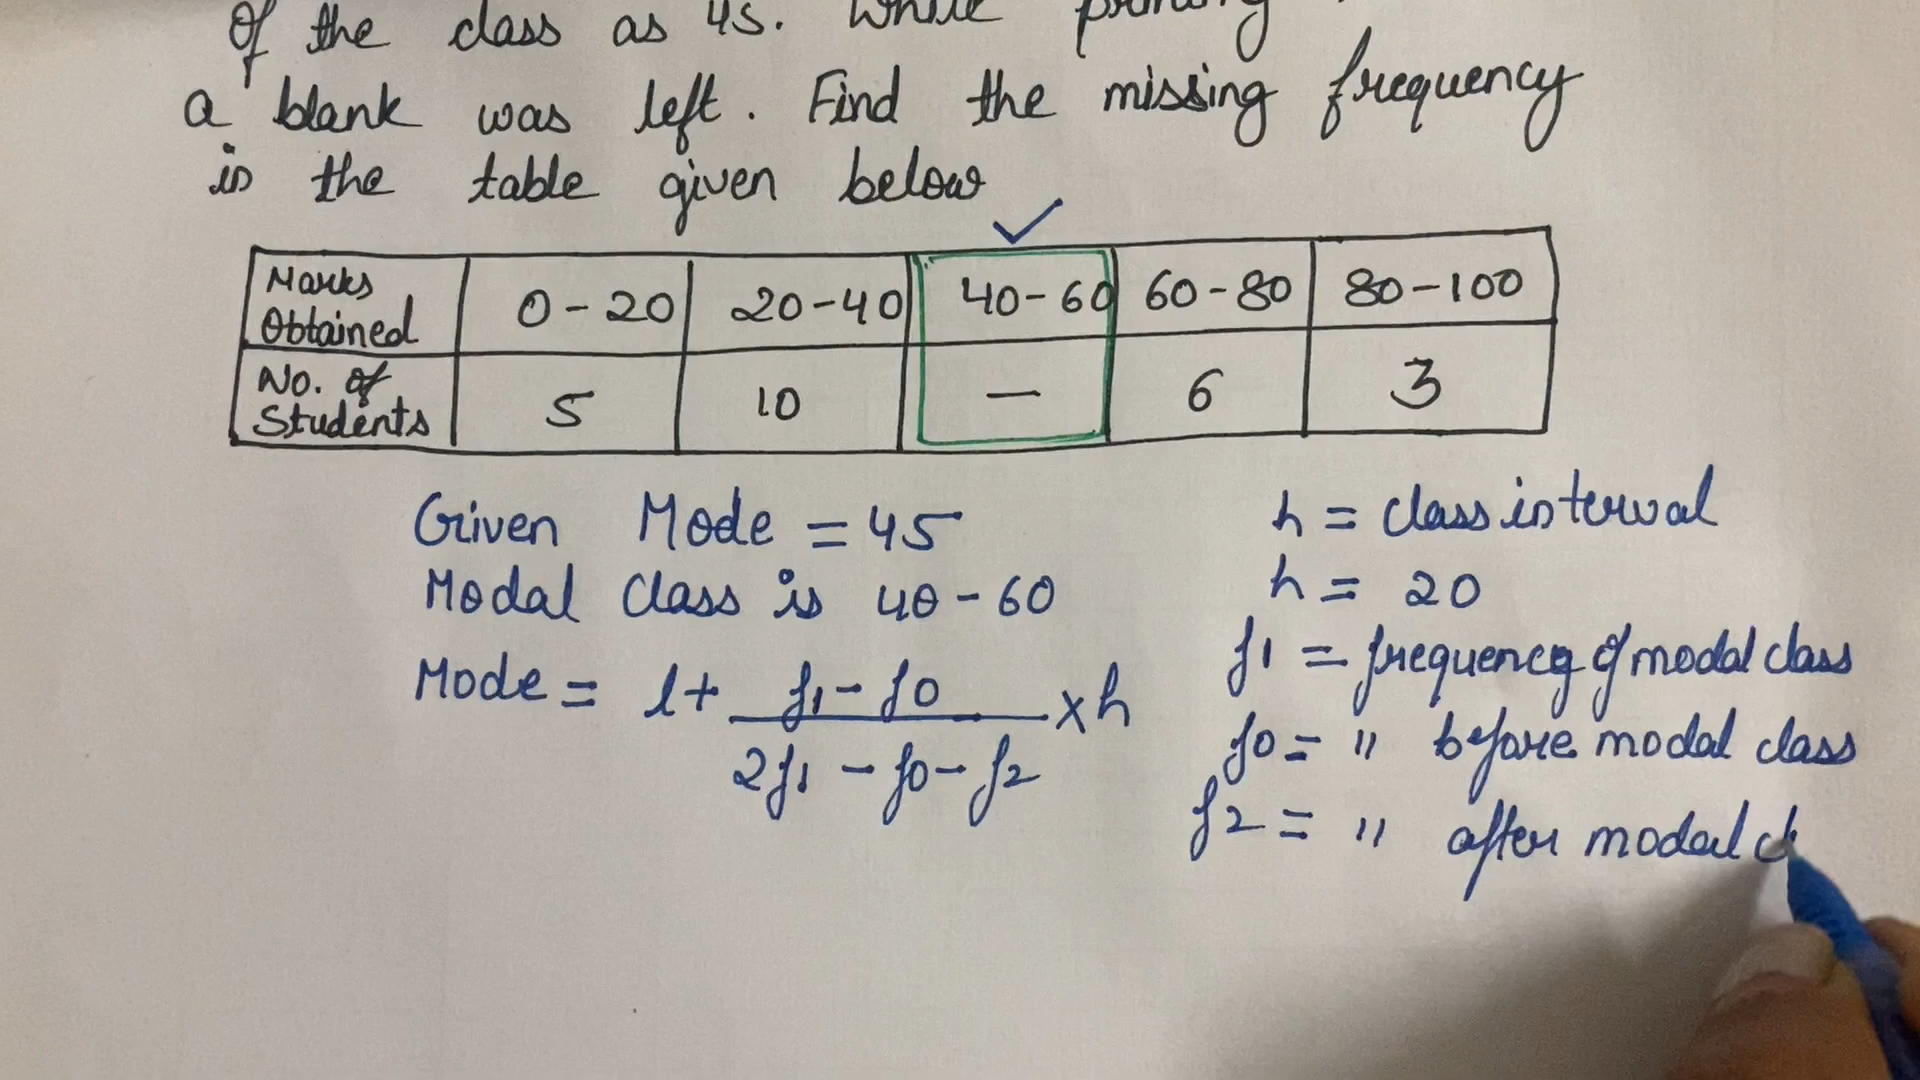 of the class as 45. While
a blank was left. Find the missing frequency
is the table given below
Marks Obtained 0-20 20-40 40-60 60-80 80-100
No. of Students 5 10 — 6 3
Given Mode = 45
Modal Class is 40-60
Mode = l + f1 - f0 / 2f1 - f0 - f2 × h
h = class interval
h = 20
f1 = frequency of modal class
f0 = " before modal class
f2 = " after modal cl